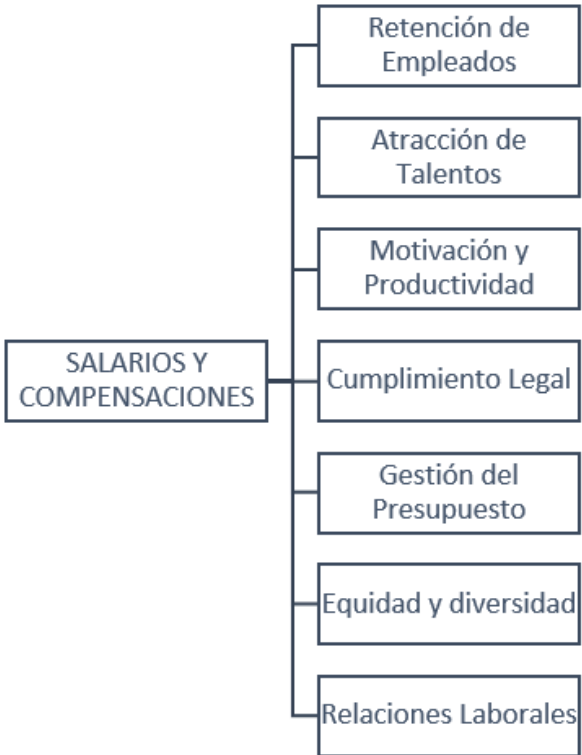 Retención de
Empleados
Atracción de
Talentos
Motivación y
Productividad
SALARIOS Y
COMPENSACIONES
Cumplimiento Legal
Gestión del
Presupuesto
Equidad y diversidad
Relaciones Laborales